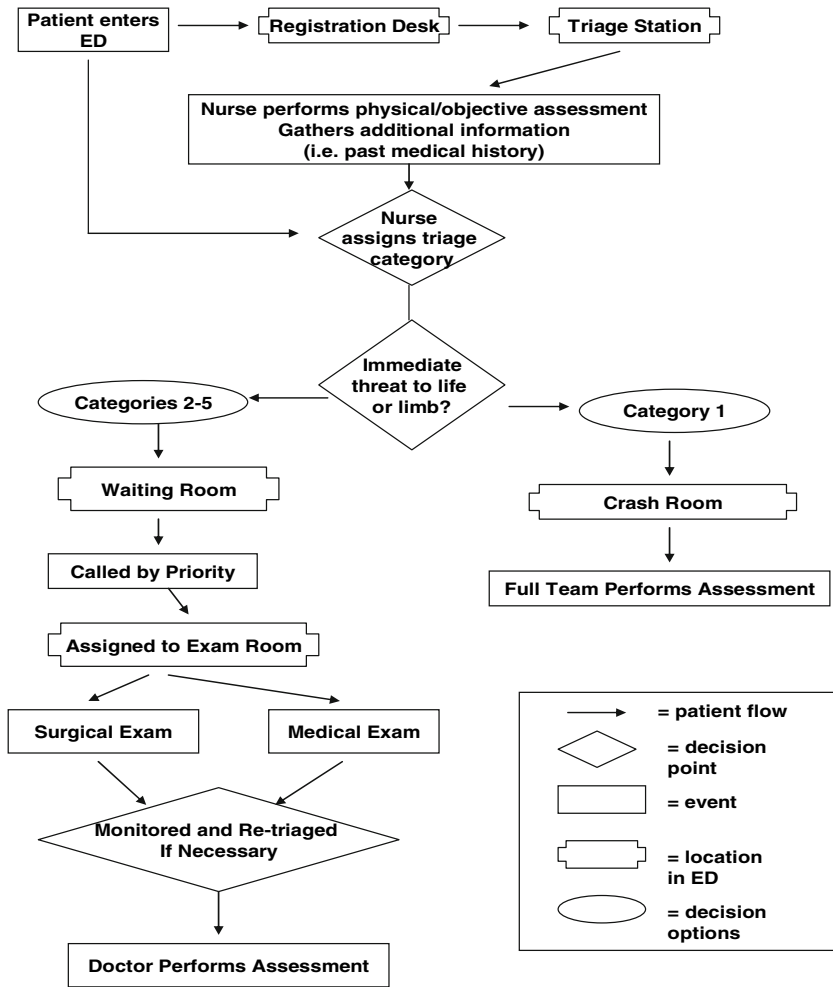 Patient enters
ED
Registration Desk
Triage Station
Nurse performs physical/objective assessment
Gathers additional information
(i.e. past medical history)
Nurse
assigns triage
category
Immediate
threat to life
or limb?
Categories 2-5
Category 1
Waiting Room
Crash Room
Called by Priority
Full Team Performs Assessment
Assigned to Exam Room
Surgical Exam
Medical Exam
Monitored and Re-triaged
If Necessary
Doctor Performs Assessment
= patient flow
= decision
point
= event
= location
in ED
= decision
options